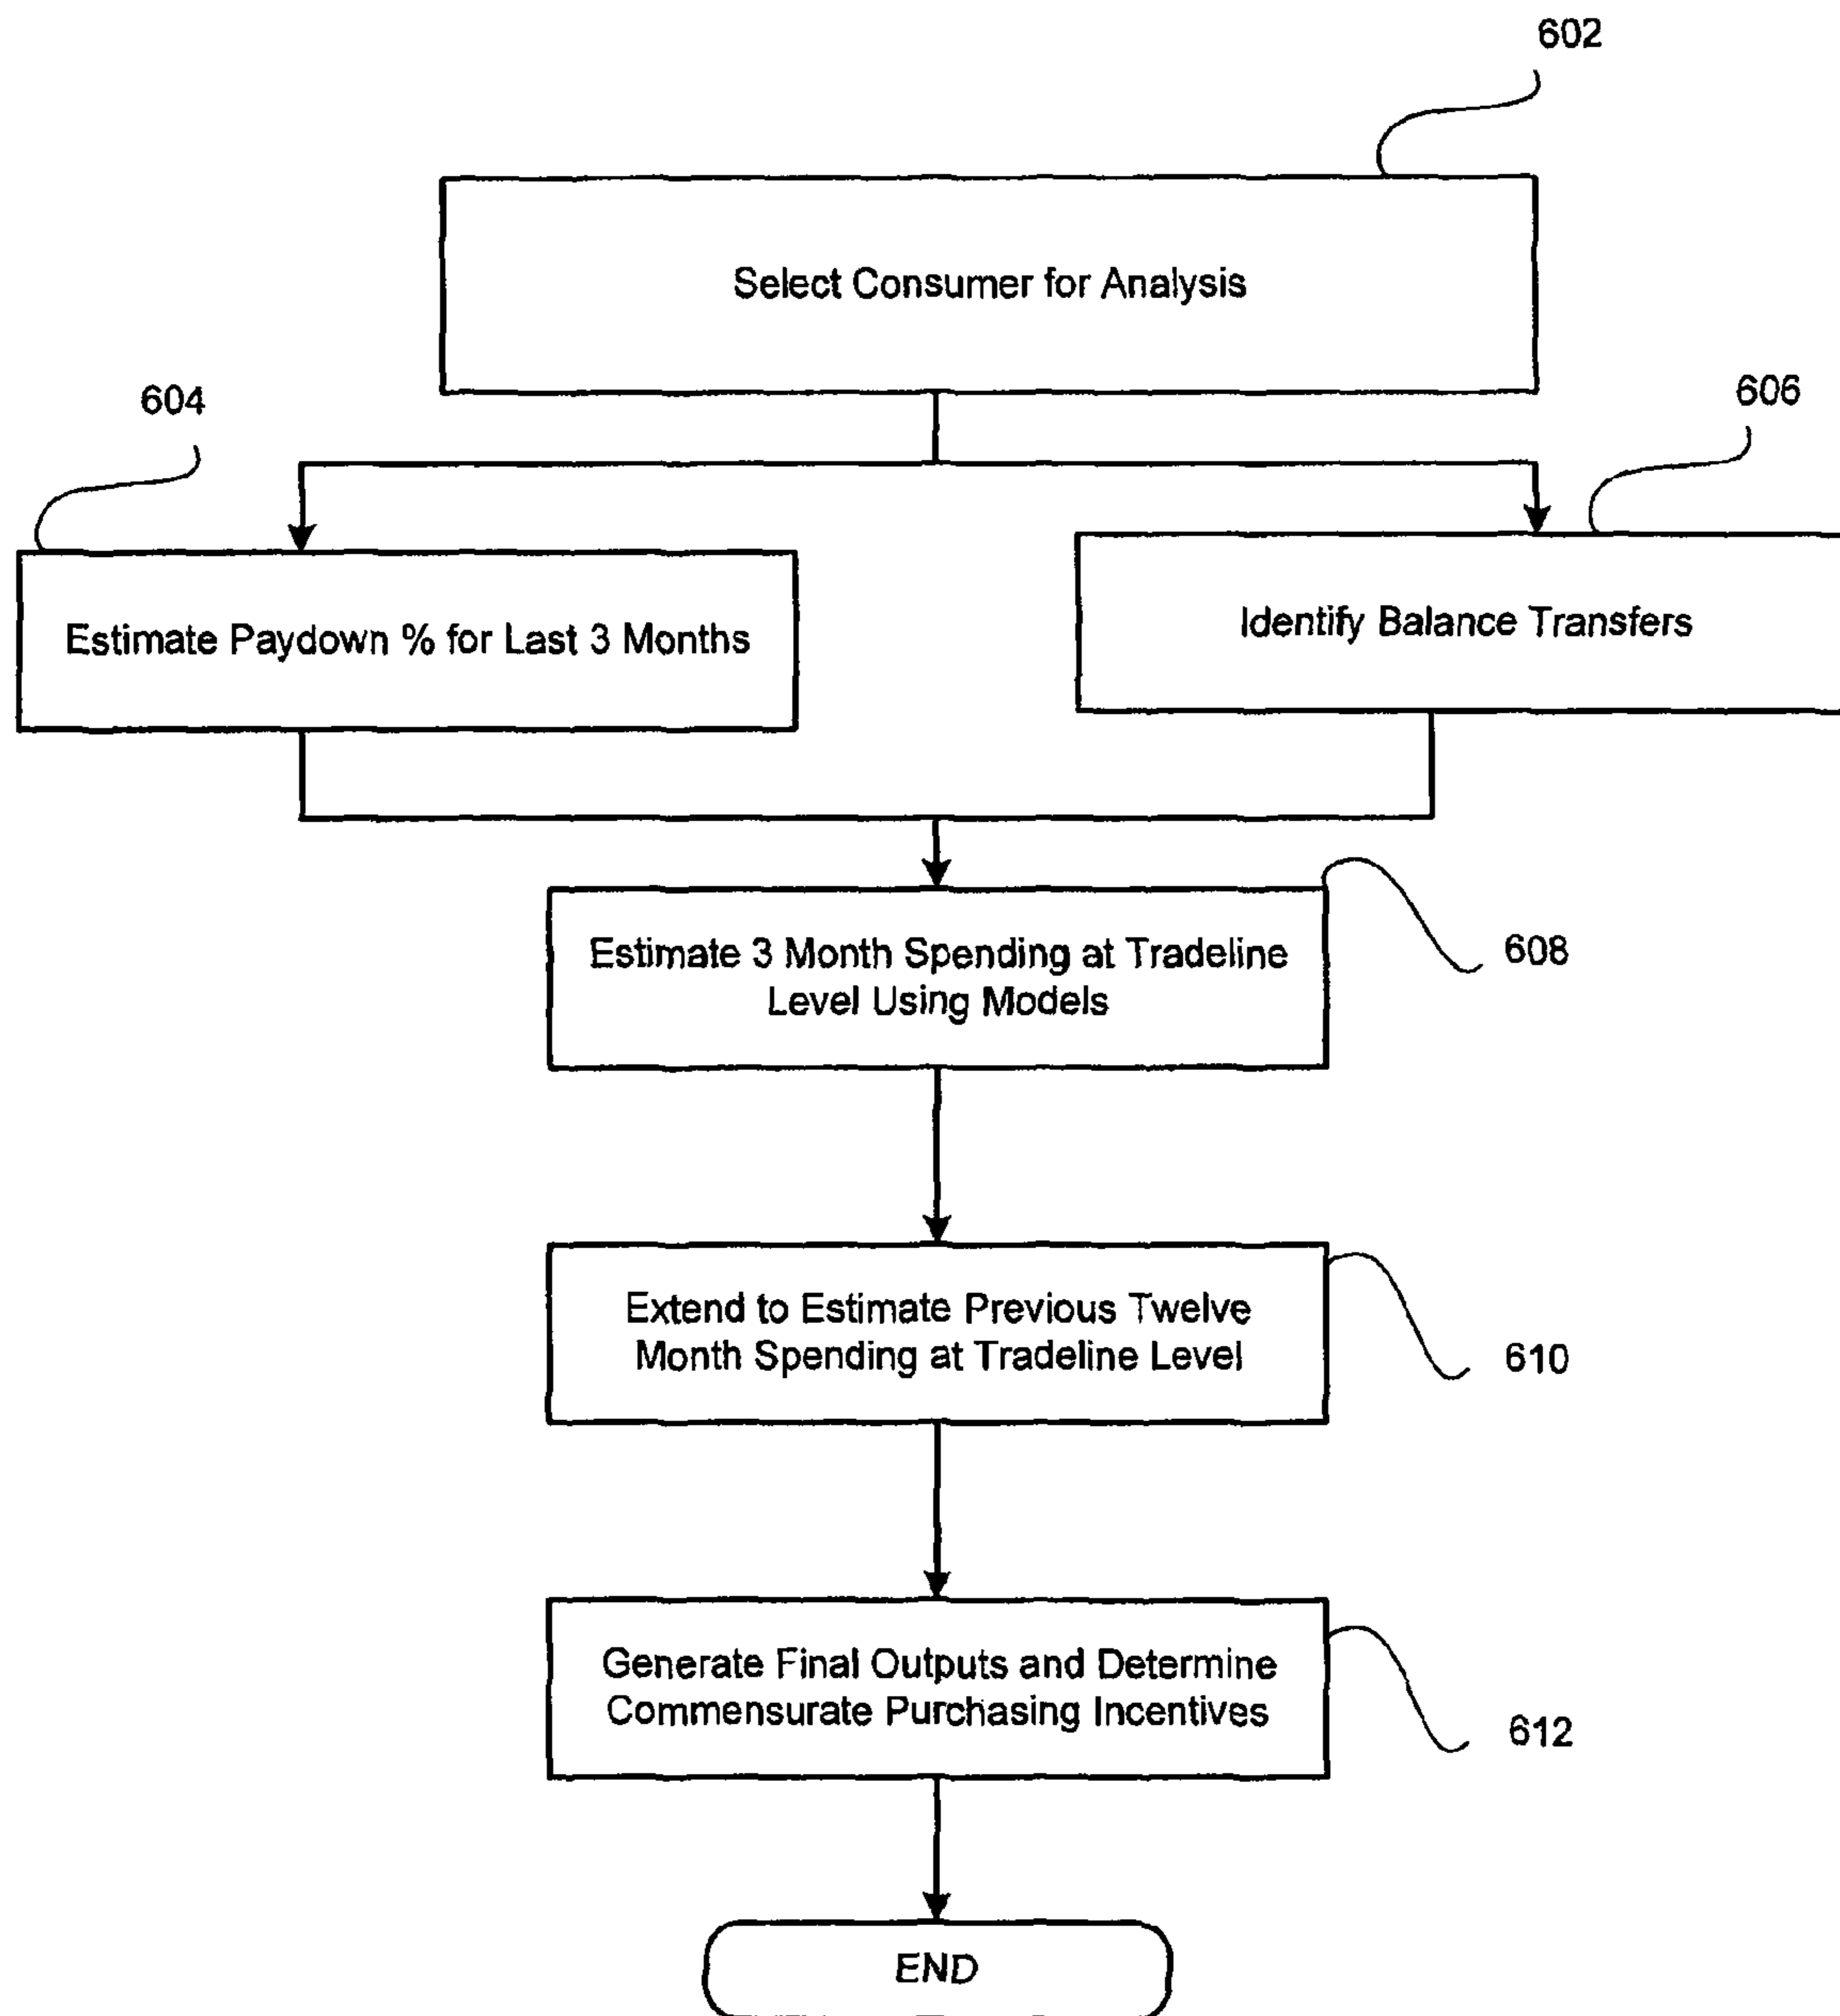 602
Select Consumer for Analysis
604
606
Estimate Paydown % for Last 3 Months
Identify Balance Transfers
Estimate 3 Month Spending at Tradeline
Level Using Models
608
Extend to Estimate Previous Twelve
Month Spending at Tradeline Level
610
Generate Final Outputs and Determine
Commensurate Purchasing Incentives
612
END